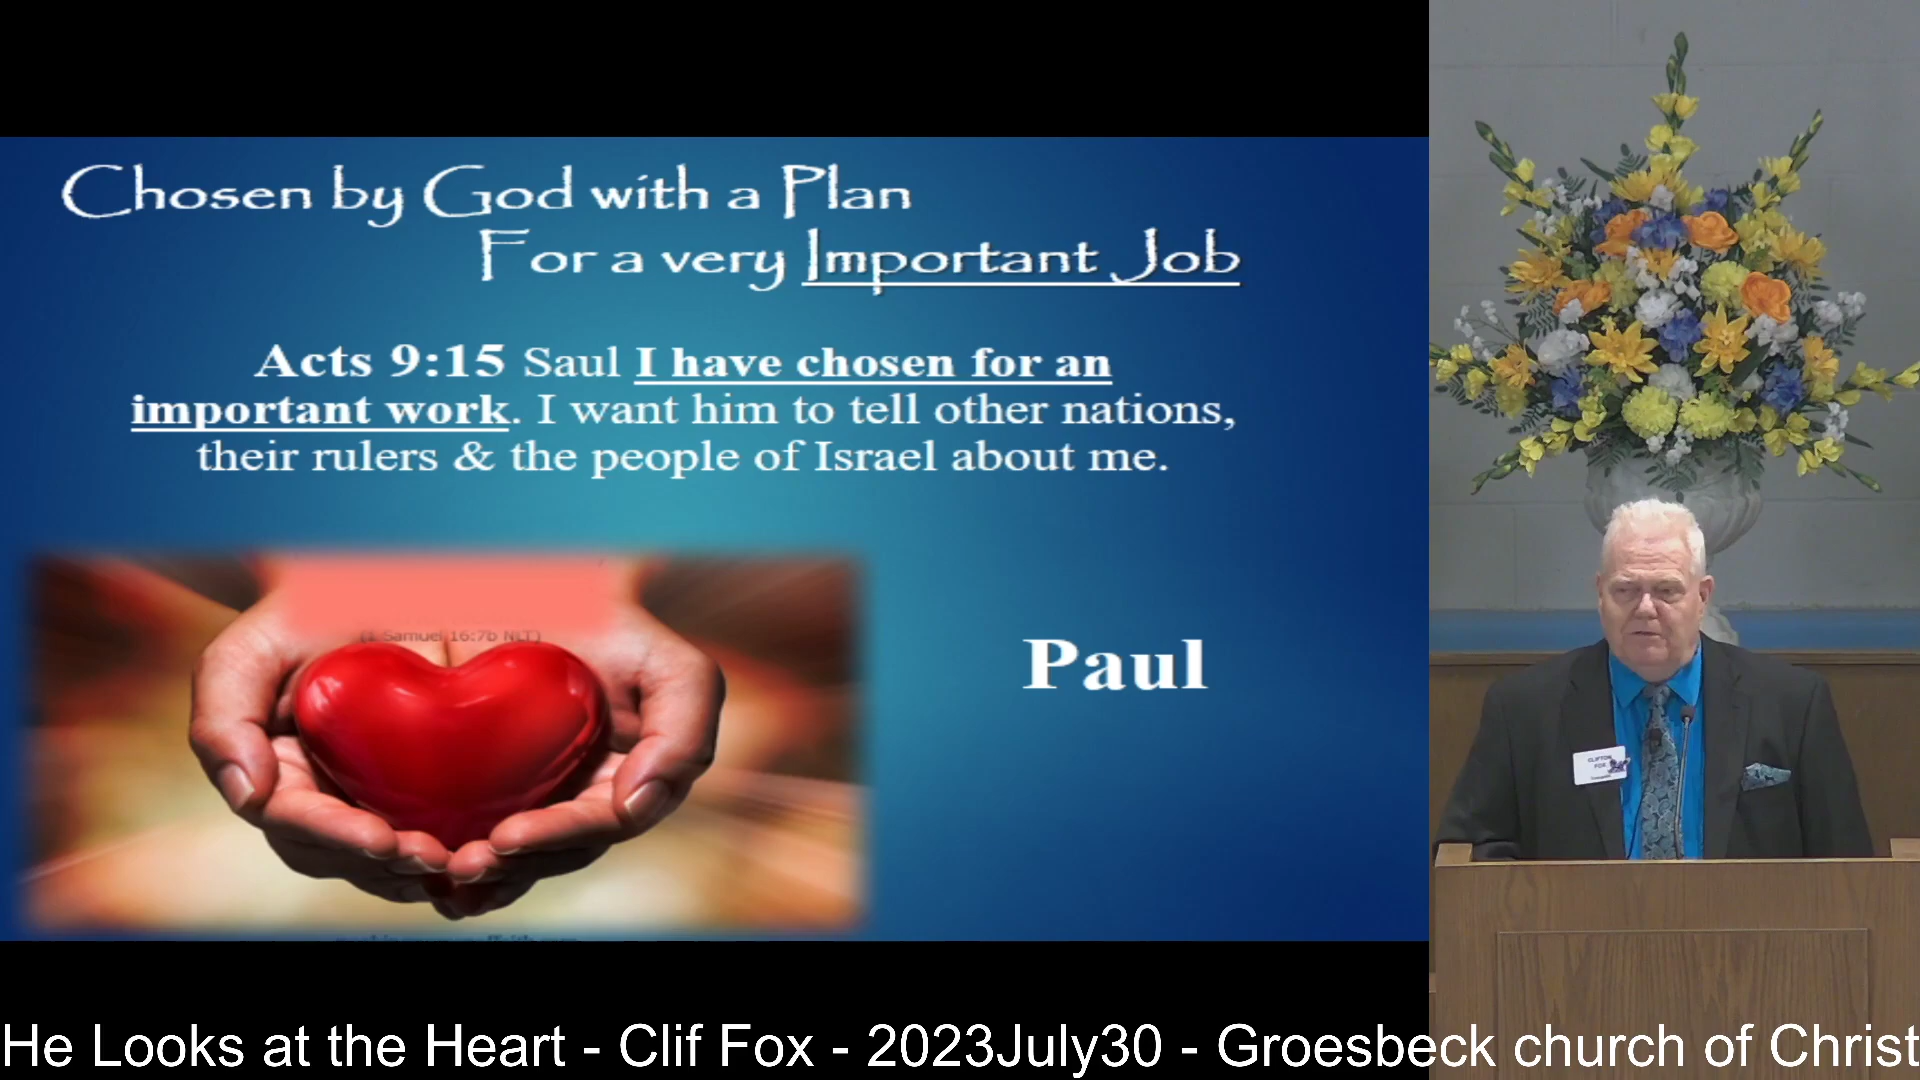 Chosen by God with a Plan
For a very Important Job
Acts 9:15 Saul I have chosen for an
important work. I want him to tell other nations,
their rulers & the people of Israel about me.
(1 Samuel 16:7b NLT)
Paul
CLIFTON
FOX
He Looks at the Heart - Clif Fox - 2023July30 - Groesbeck church of Christ